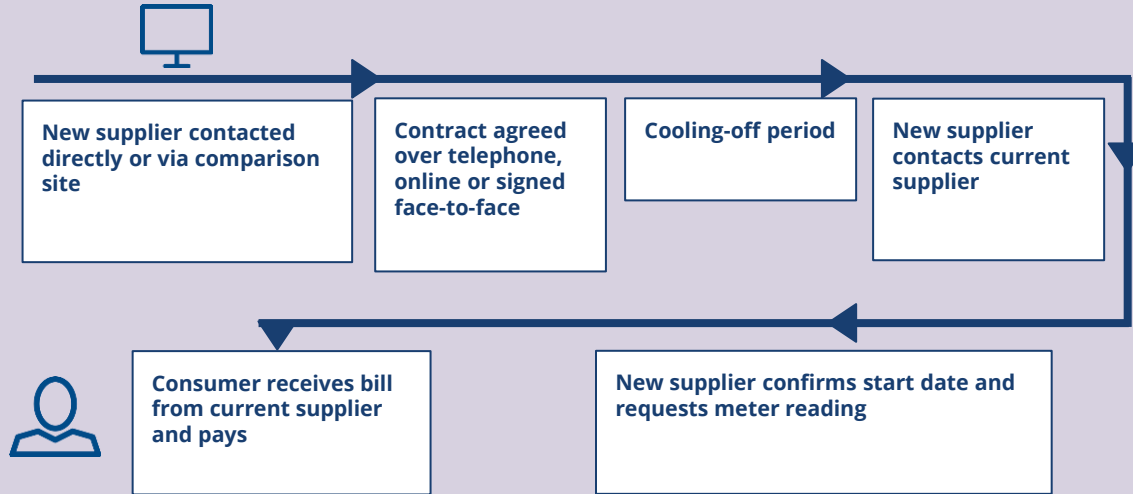 New supplier contacted
directly or via comparison
site
Contract agreed
over telephone,
online or signed
face-to-face
Cooling-off period
New supplier
contacts current
supplier
New supplier confirms start date and
requests meter reading
Consumer receives bill
from current supplier
and pays